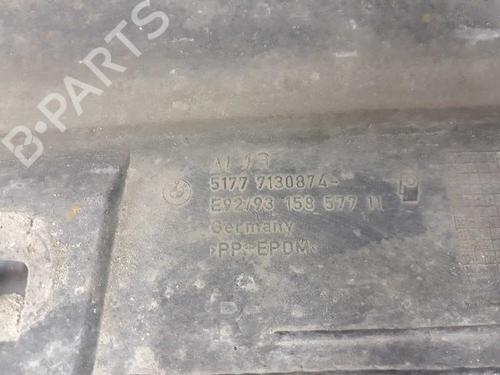 B-PARTS
5177 7130874-
E92/93 158 577 11
Germany
>PP+EPDM<
P